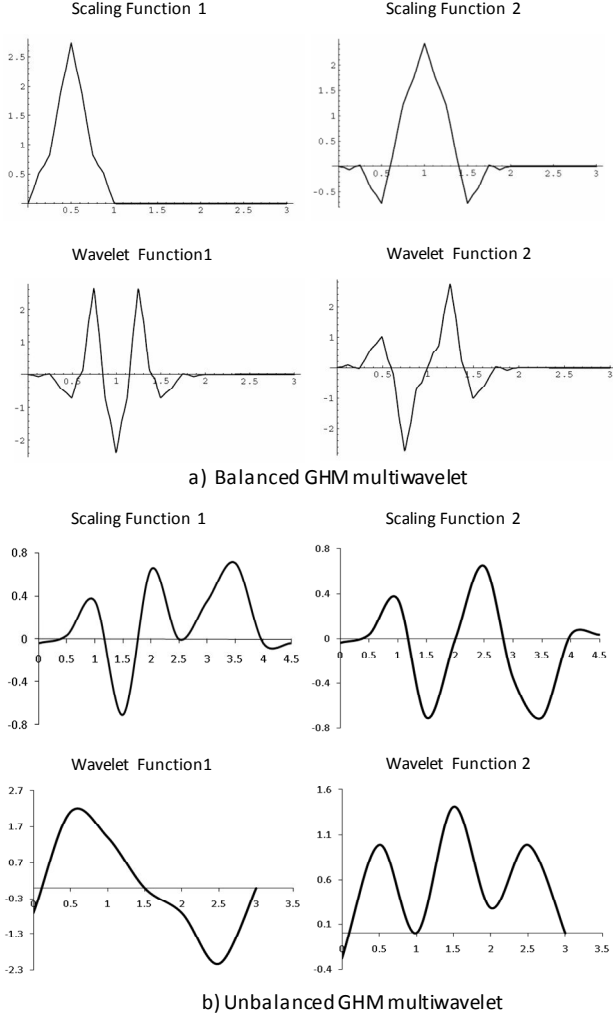 Scaling Function 1
Scaling Function 2
2.5
2
1.5
1
0.5
0.5 1 1.5 2 2.5 3
2
1.5
1
0.5
-0.5
0.5 1 1.5 2 2.5 3
Wavelet Function1
Wavelet Function 2
2
1
-1
-2
0.5 1 1.5 2 2.5 3
2
1
-1
-2
0.5 1 1.5 2 2.5 3
a) Balanced GHM multiwavelet
Scaling Function 1
Scaling Function 2
0.8
0.4
0
-0.4
-0.8
0 0.5 1 1.5 2 2.5 3 3.5 4 4.5
0.8
0.4
0
-0.4
-0.8
0 0.5 1 1.5 2 2.5 3 3.5 4 4.5
Wavelet Function1
Wavelet Function 2
2.7
1.7
0.7
-0.3
-1.3
-2.3
0 0.5 1 1.5 2 2.5 3 3.5
1.6
1.1
0.6
0.1
-0.4
0 0.5 1 1.5 2 2.5 3 3.5
b) Unbalanced GHM multiwavelet